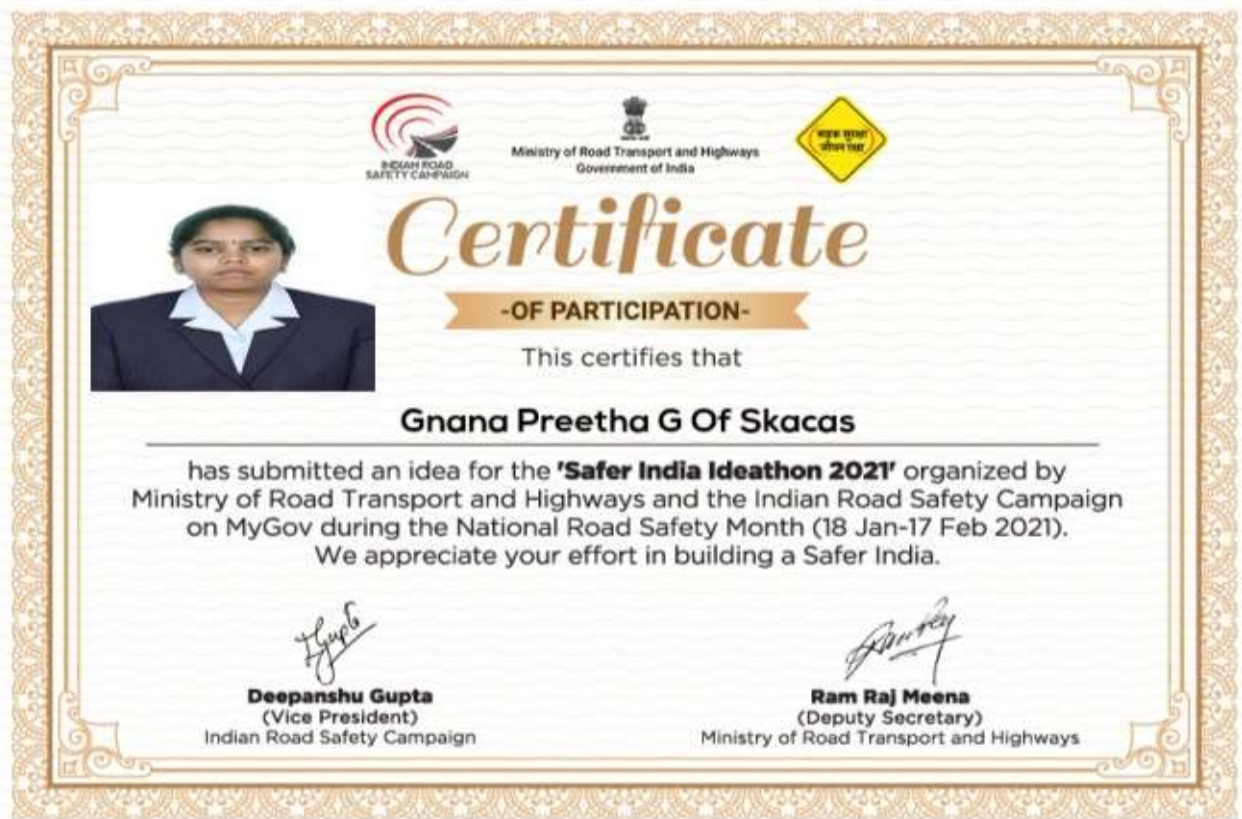 INDIAN ROAD
SAFETY CAMPAIGN
Ministry of Road Transport and Highways
Government of India
सड़क सुरक्षा
जीवन रक्षा
Certificate
-OF PARTICIPATION-
This certifies that
Gnana Preetha G Of Skacas
has submitted an idea for the 'Safer India Ideathon 2021' organized by
Ministry of Road Transport and Highways and the Indian Road Safety Campaign
on MyGov during the National Road Safety Month (18 Jan-17 Feb 2021).
We appreciate your effort in building a Safer India.
Deepanshu Gupta
(Vice President)
Indian Road Safety Campaign
Ram Raj Meena
(Deputy Secretary)
Ministry of Road Transport and Highways